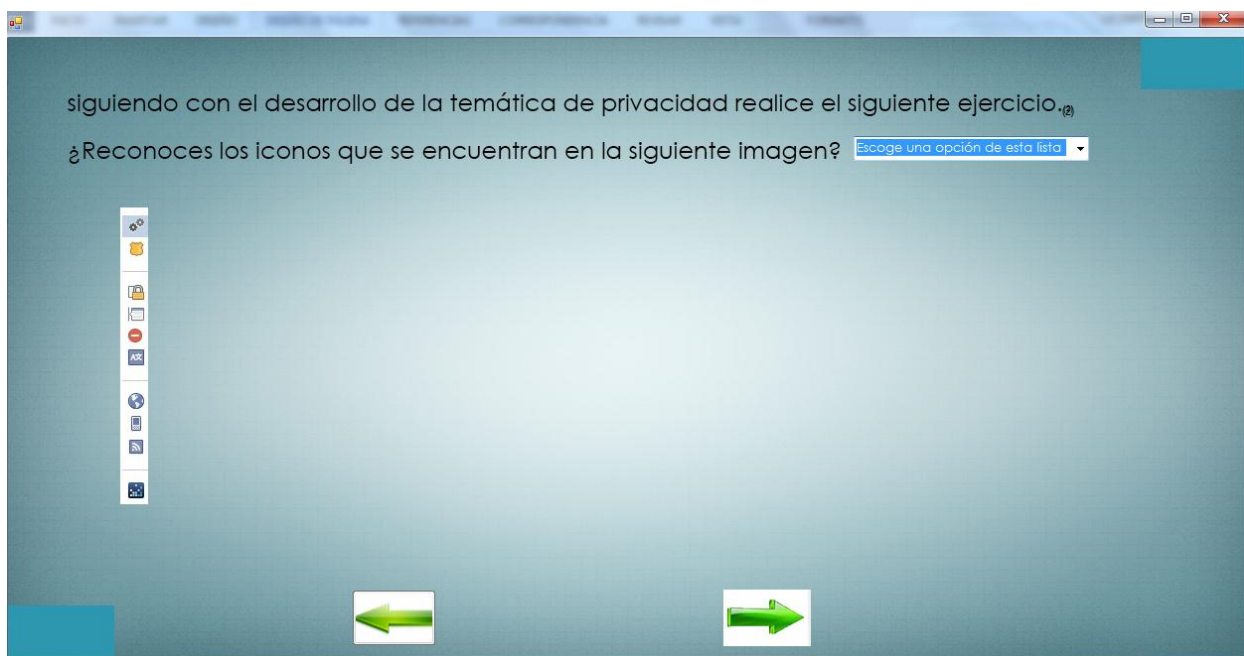 siguiendo con el desarrollo de la temática de privacidad realice el siguiente ejercicio.(2)
¿Reconoces los iconos que se encuentran en la siguiente imagen? Escoge una opción de esta lista